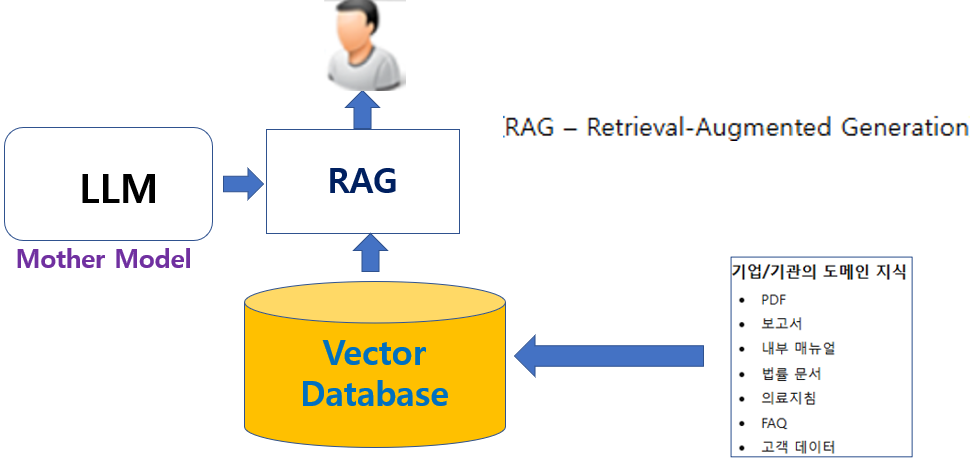 RAG – Retrieval-Augmented Generation
LLM
RAG
Mother Model
Vector
Database
기업/기관의 도메인 지식
• PDF
• 보고서
• 내부 매뉴얼
• 법률 문서
• 의료지침
• FAQ
• 고객 데이터